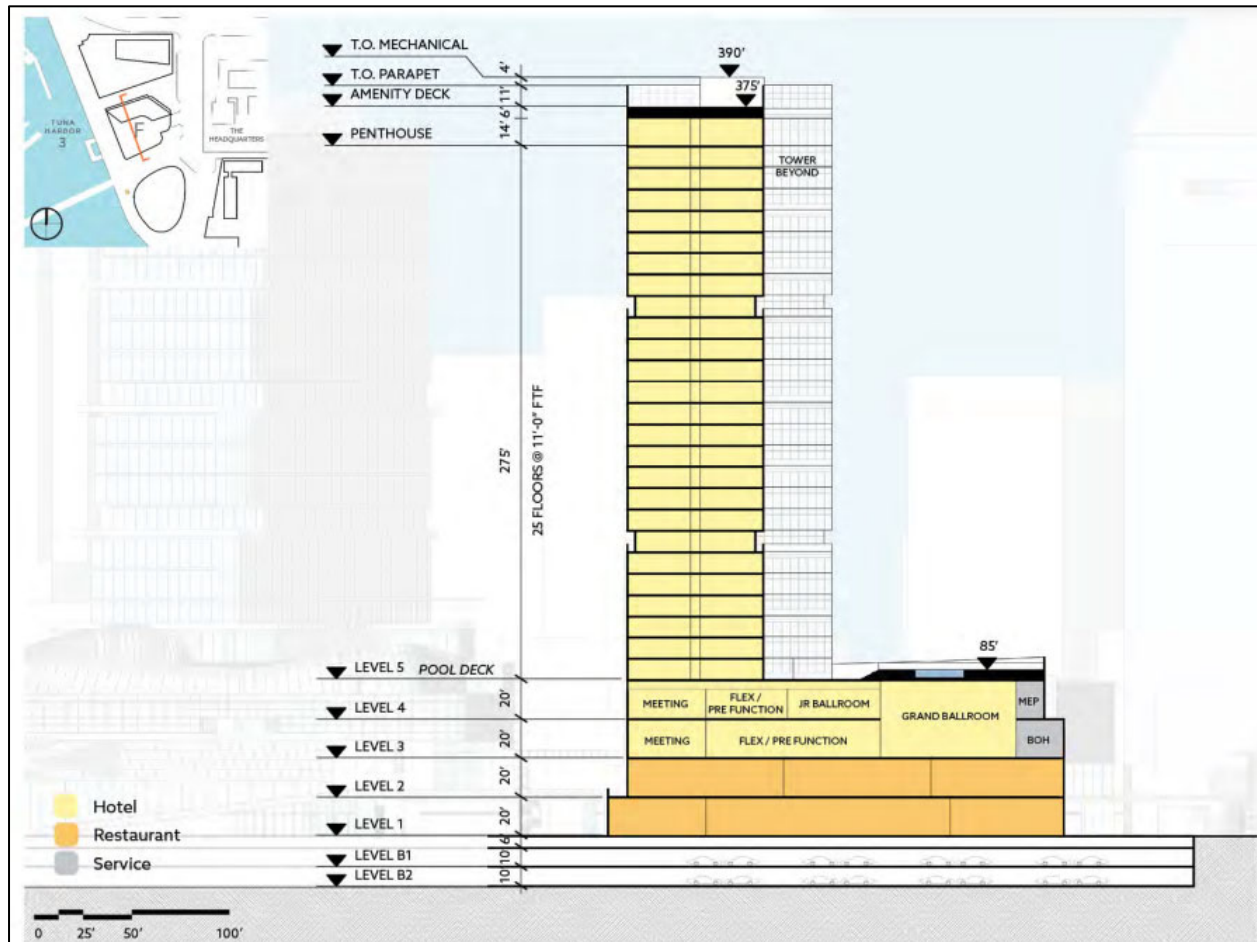 T.O. MECHANICAL
T.O. PARAPET
AMENITY DECK
PENTHOUSE
4'
11'
6'
14'
390'
375'
TUNA
HARBOR
3
F
THE
HEADQUARTERS
TOWER
BEYOND
275'
25 FLOORS @ 11'-0" FTF
85'
LEVEL 5 POOL DECK
20'
LEVEL 4
20'
LEVEL 3
20'
LEVEL 2
20'
LEVEL 1
6'
10'
LEVEL B1
10'
LEVEL B2
MEETING
FLEX /
PRE FUNCTION
JR BALLROOM
GRAND BALLROOM
MEP
MEETING
FLEX / PRE FUNCTION
BOH
Hotel
Restaurant
Service
0 25' 50' 100'